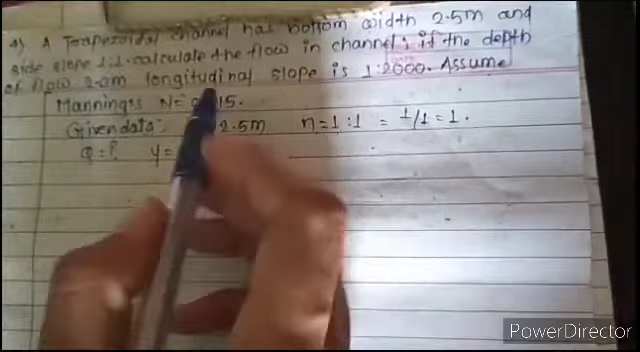 4) A Trapezoidal channel has bottom width 2.5m and
side slope 1:1. calculate the flow in channel, if the depth
of flow 2.0m longitudinal slope is 1:2000. Assume
Manning's N= 15.
Given data: 2.5m n=1:1 = 1/1 = 1.
Q=? y=
PowerDirector